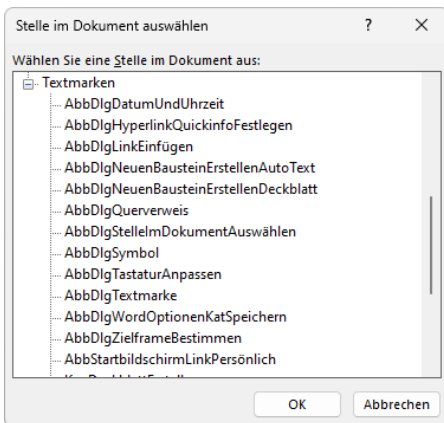 Stelle im Dokument auswählen ? ×
Wählen Sie eine Stelle im Dokument aus:
Textmarken
AbbDlgDatumUndUhrzeit
AbbDlgHyperlinkQuickinfoFestlegen
AbbDlgLinkEinfügen
AbbDlgNeuenBausteinErstellenAutoText
AbbDlgNeuenBausteinErstellenDeckblatt
AbbDlgQuerverweis
AbbDlgStelleImDokumentAuswählen
AbbDlgSymbol
AbbDlgTastaturAnpassen
AbbDlgTextmarke
AbbDlgWordOptionenKatSpeichern
AbbDlgZielframeBestimmen
AbbStartbildschirmLinkPersönlich
OK Abbrechen